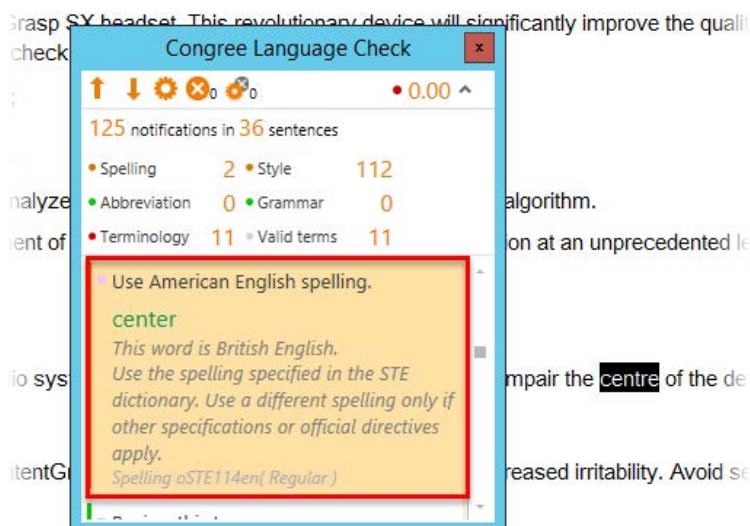 Grasp SX headset. This revolutionary device will significantly improve the quali
check
Congree Language Check
x
0 0 0.00
125 notifications in 36 sentences
Spelling 2 Style 112
Abbreviation 0 Grammar 0
Terminology 11 Valid terms 11
nalyze algorithm.
ent of on at an unprecedented le
Use American English spelling.
center
This word is British English.
Use the spelling specified in the STE
dictionary. Use a different spelling only if
other specifications or official directives
apply.
Spelling oSTE114en( Regular )
io sys mpair the centre of the de
ntentGr reased irritability. Avoid se